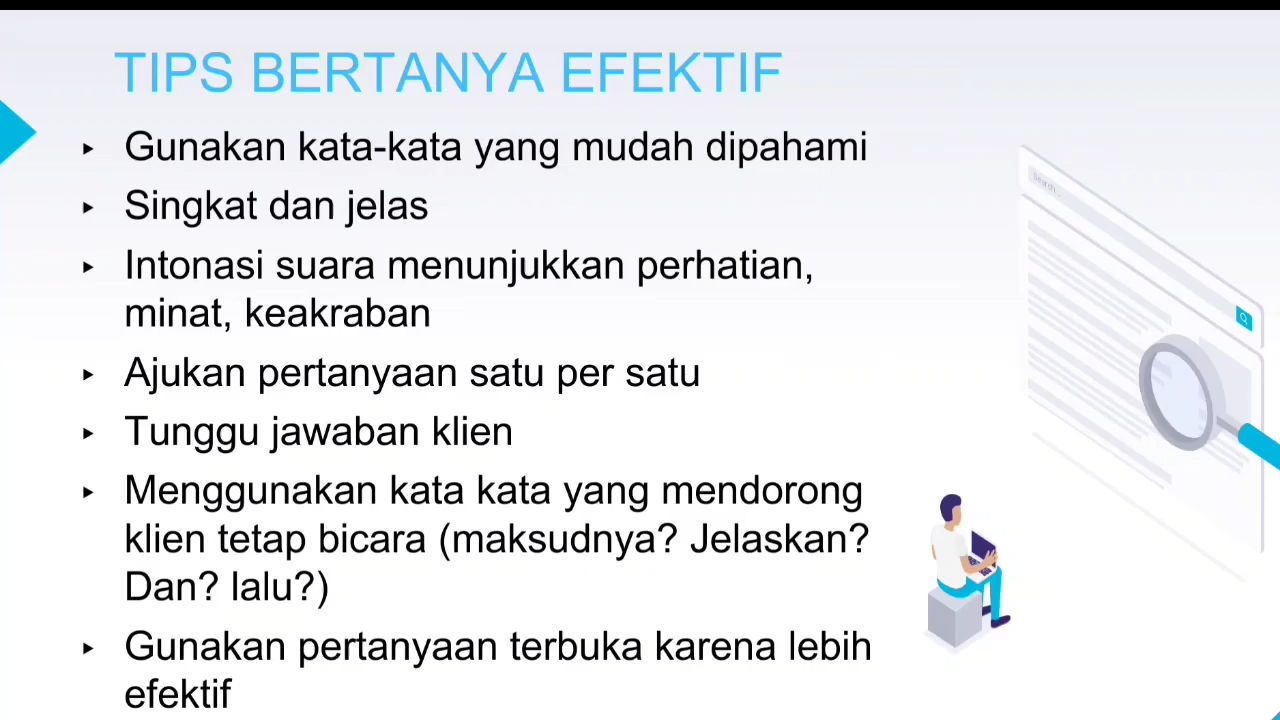 TIPS BERTANYA EFEKTIF
‣ Gunakan kata-kata yang mudah dipahami
‣ Singkat dan jelas
‣ Intonasi suara menunjukkan perhatian,
minat, keakraban
‣ Ajukan pertanyaan satu per satu
‣ Tunggu jawaban klien
‣ Menggunakan kata kata yang mendorong
klien tetap bicara (maksudnya? Jelaskan?
Dan? lalu?)
‣ Gunakan pertanyaan terbuka karena lebih
efektif
Search...